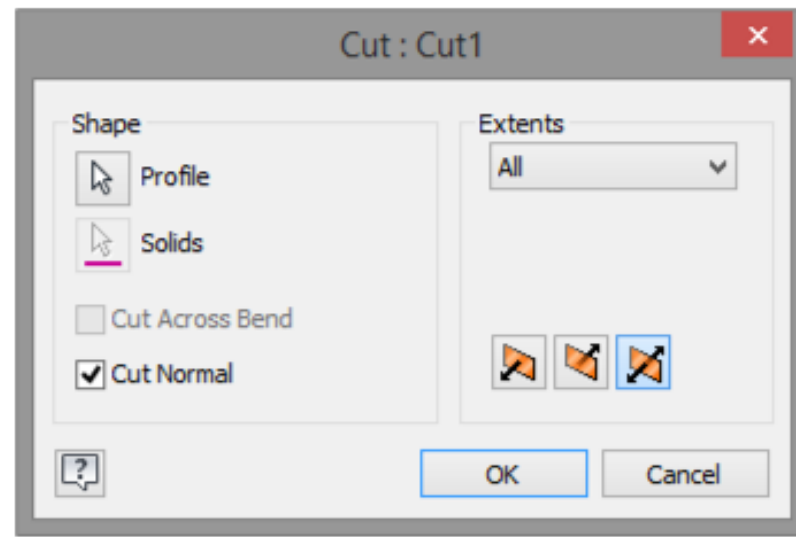 Cut : Cut1
Shape
Profile
Solids
Cut Across Bend
Cut Normal
Extents
All
?
OK
Cancel